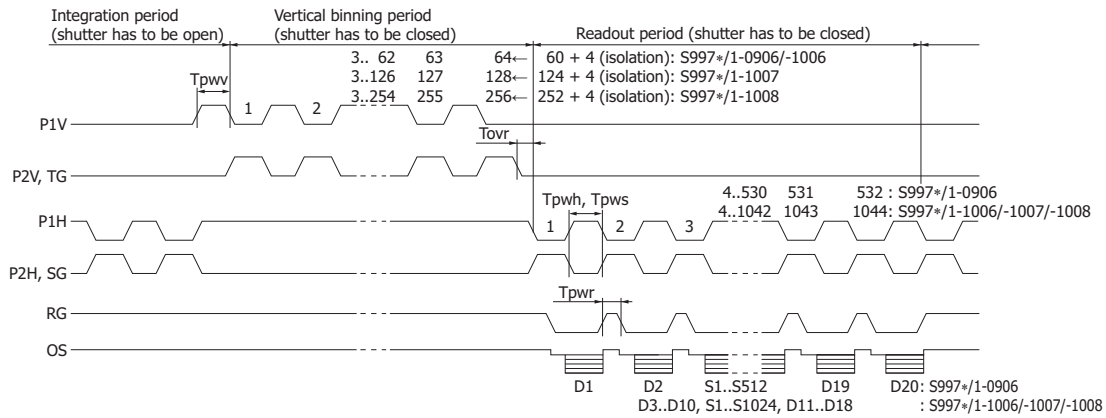 Integration period
(shutter has to be open)
Vertical binning period
(shutter has to be closed)
Readout period (shutter has to be closed)
3.. 62 63 64← 60 + 4 (isolation): S997*/1-0906/-1006
3..126 127 128← 124 + 4 (isolation): S997*/1-1007
3..254 255 256← 252 + 4 (isolation): S997*/1-1008
Tpwv
P1V 1 2
Tovr
P2V, TG
4..530 531 532 : S997*/1-0906
Tpwh, Tpws
4..1042 1043 1044: S997*/1-1006/-1007/-1008
P1H 1 2 3
P2H, SG
Tpwr
RG
OS
D1 D2 S1..S512 D19 D20: S997*/1-0906
D3..D10, S1..S1024, D11..D18 : S997*/1-1006/-1007/-1008